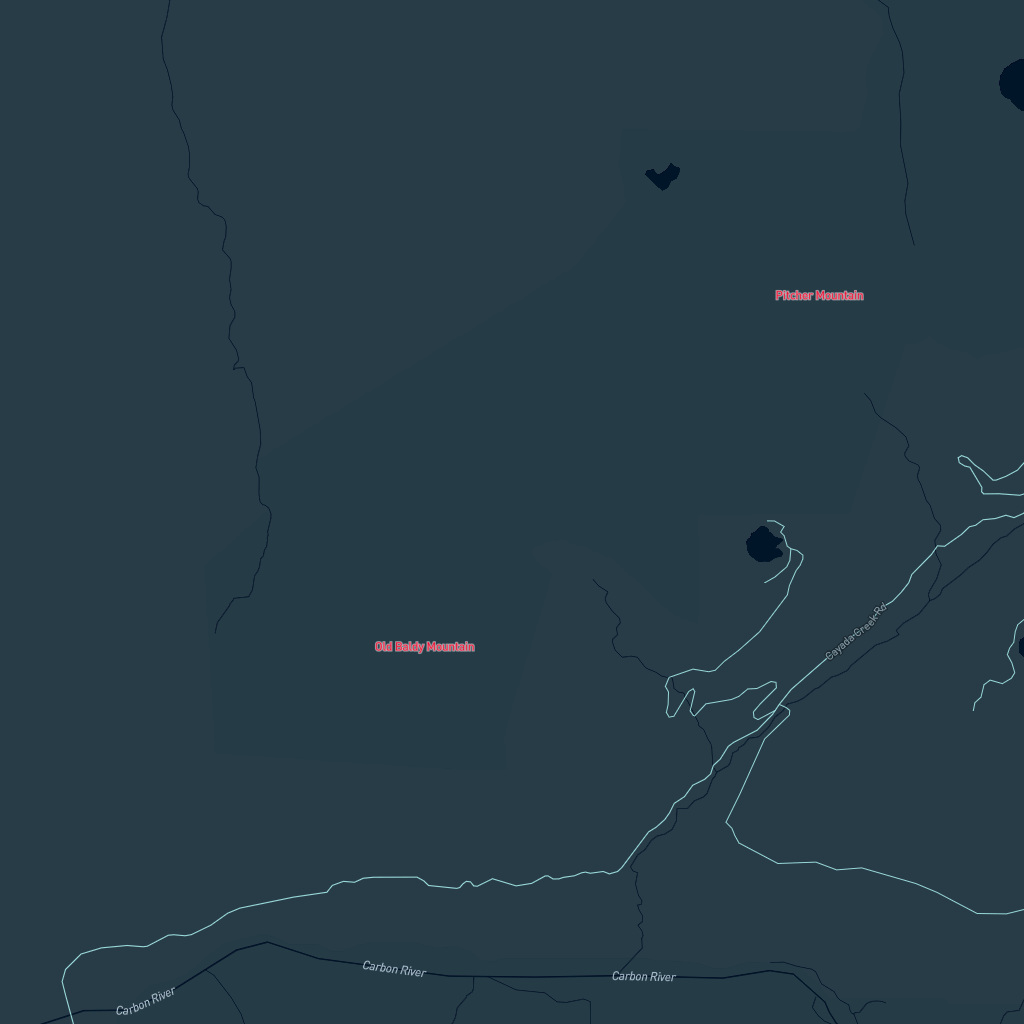 Pitcher Mountain
Cayada Creek Rd
Old Baldy Mountain
Carbon River
Carbon River
Carbon River